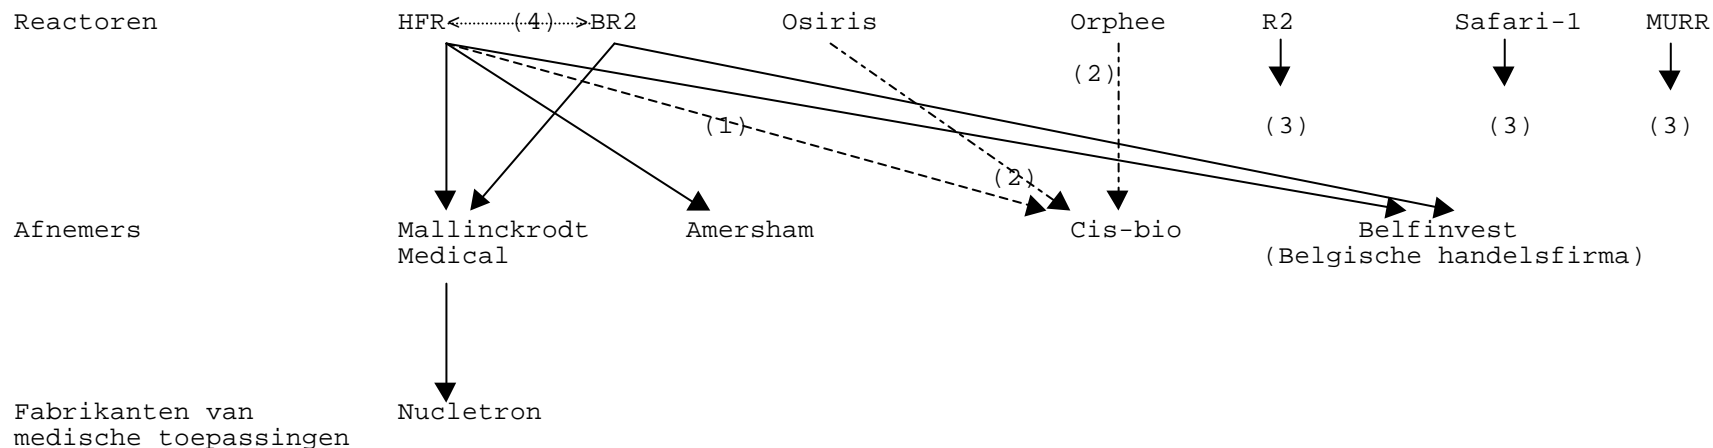 Reactoren HFR<(4)>BR2 Osiris Orphee R2 Safari-1 MURR
(2)
(1) (3) (3) (3)
(2)
Afnemers Mallinckrodt Amersham Cis-bio Belfinvest
Medical (Belgische handelsfirma)
Fabrikanten van Nucletron
medische toepassingen